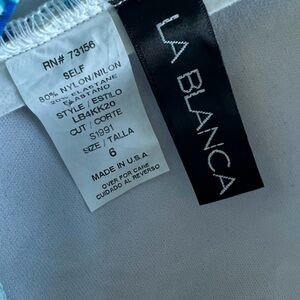 RN# 73156
SELF
80% NYLON/NILON
20% ELASTANE
ELASTANO
STYLE / ESTILO
LB4KK20
CUT / CORTE
S1991
SIZE / TALLA
6
MADE IN U.S.A.
OVER FOR CARE
CUIDADO AL REVERSO
LA BLANCA